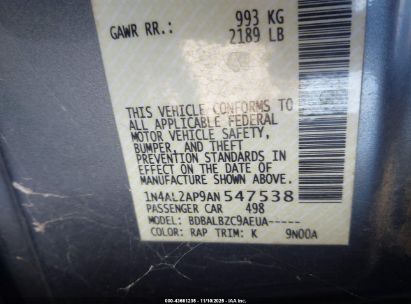 GAWR RR.: 993 KG
2189 LB
THIS VEHICLE CONFORMS TO
ALL APPLICABLE FEDERAL
MOTOR VEHICLE SAFETY,
BUMPER, AND THEFT
PREVENTION STANDARDS IN
EFFECT ON THE DATE OF
MANUFACTURE SHOWN ABOVE.
1N4AL2AP9AN547538
PASSENGER CAR 498
MODEL: BDBALBZC9AEUA-----
COLOR: RAP TRIM: K 9N00A